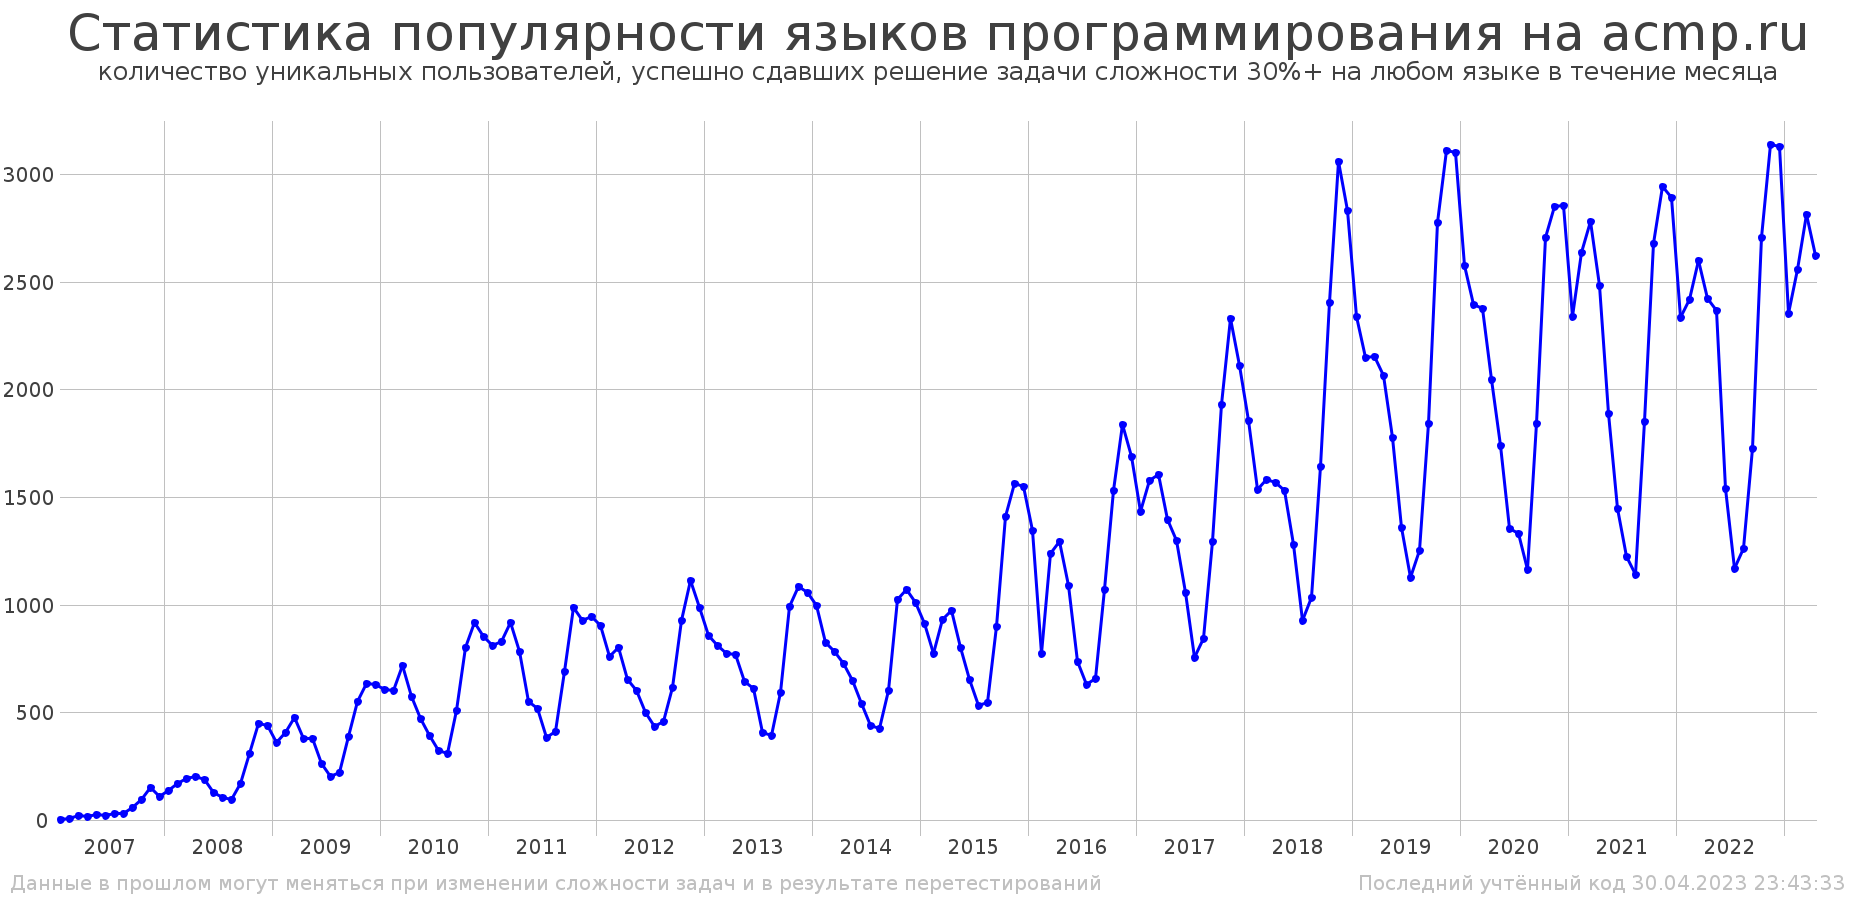 Статистика популярности языков программирования на acmp.ru
количество уникальных пользователей, успешно сдавших решение задачи сложности 30%+ на любом языке в течение месяца
3000
2500
2000
1500
1000
500
0
2007 2008 2009 2010 2011 2012 2013 2014 2015 2016 2017 2018 2019 2020 2021 2022
Данные в прошлом могут меняться при изменении сложности задач и в результате перетестирований
Последний учтённый код 30.04.2023 23:43:33